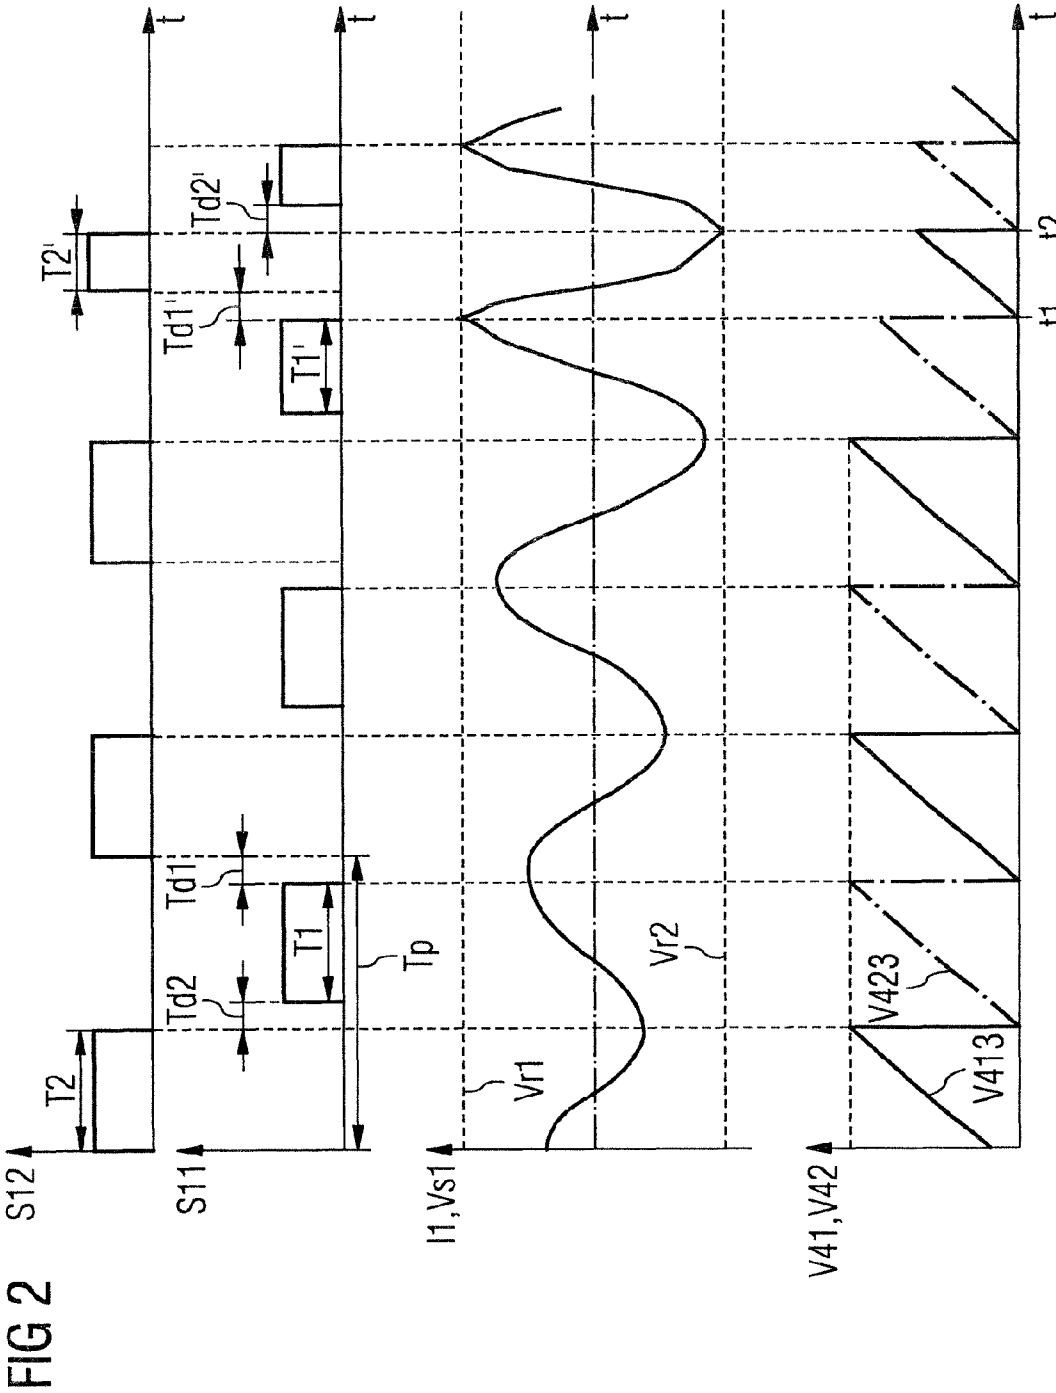 FIG 2
S12
T2
T2'
t
S11
Td2
Td1
Td1'
Td2'
T1
T1'
t
Tp
I1,Vs1
Vr1
Vr2
t
V41,V42
V413
V423
t1
t2
t